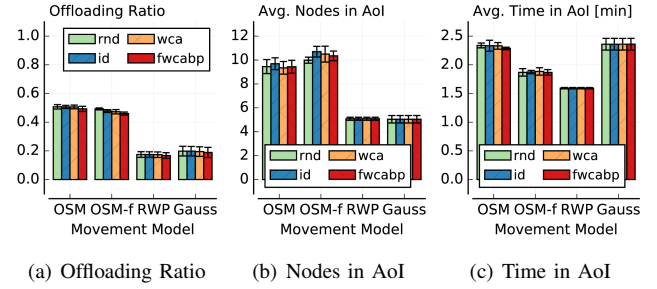 Offloading Ratio
1.0
0.8
0.6
0.4
0.2
0.0
rnd
wca
id
fwcabp
OSM OSM-f RWP Gauss
Movement Model
(a) Offloading Ratio
Avg. Nodes in AoI
12
10
8
6
4
2
0
rnd
wca
id
fwcabp
OSM OSM-f RWP Gauss
Movement Model
(b) Nodes in AoI
Avg. Time in AoI [min]
2.5
2.0
1.5
1.0
0.5
0.0
rnd
wca
id
fwcabp
OSM OSM-f RWP Gauss
Movement Model
(c) Time in AoI